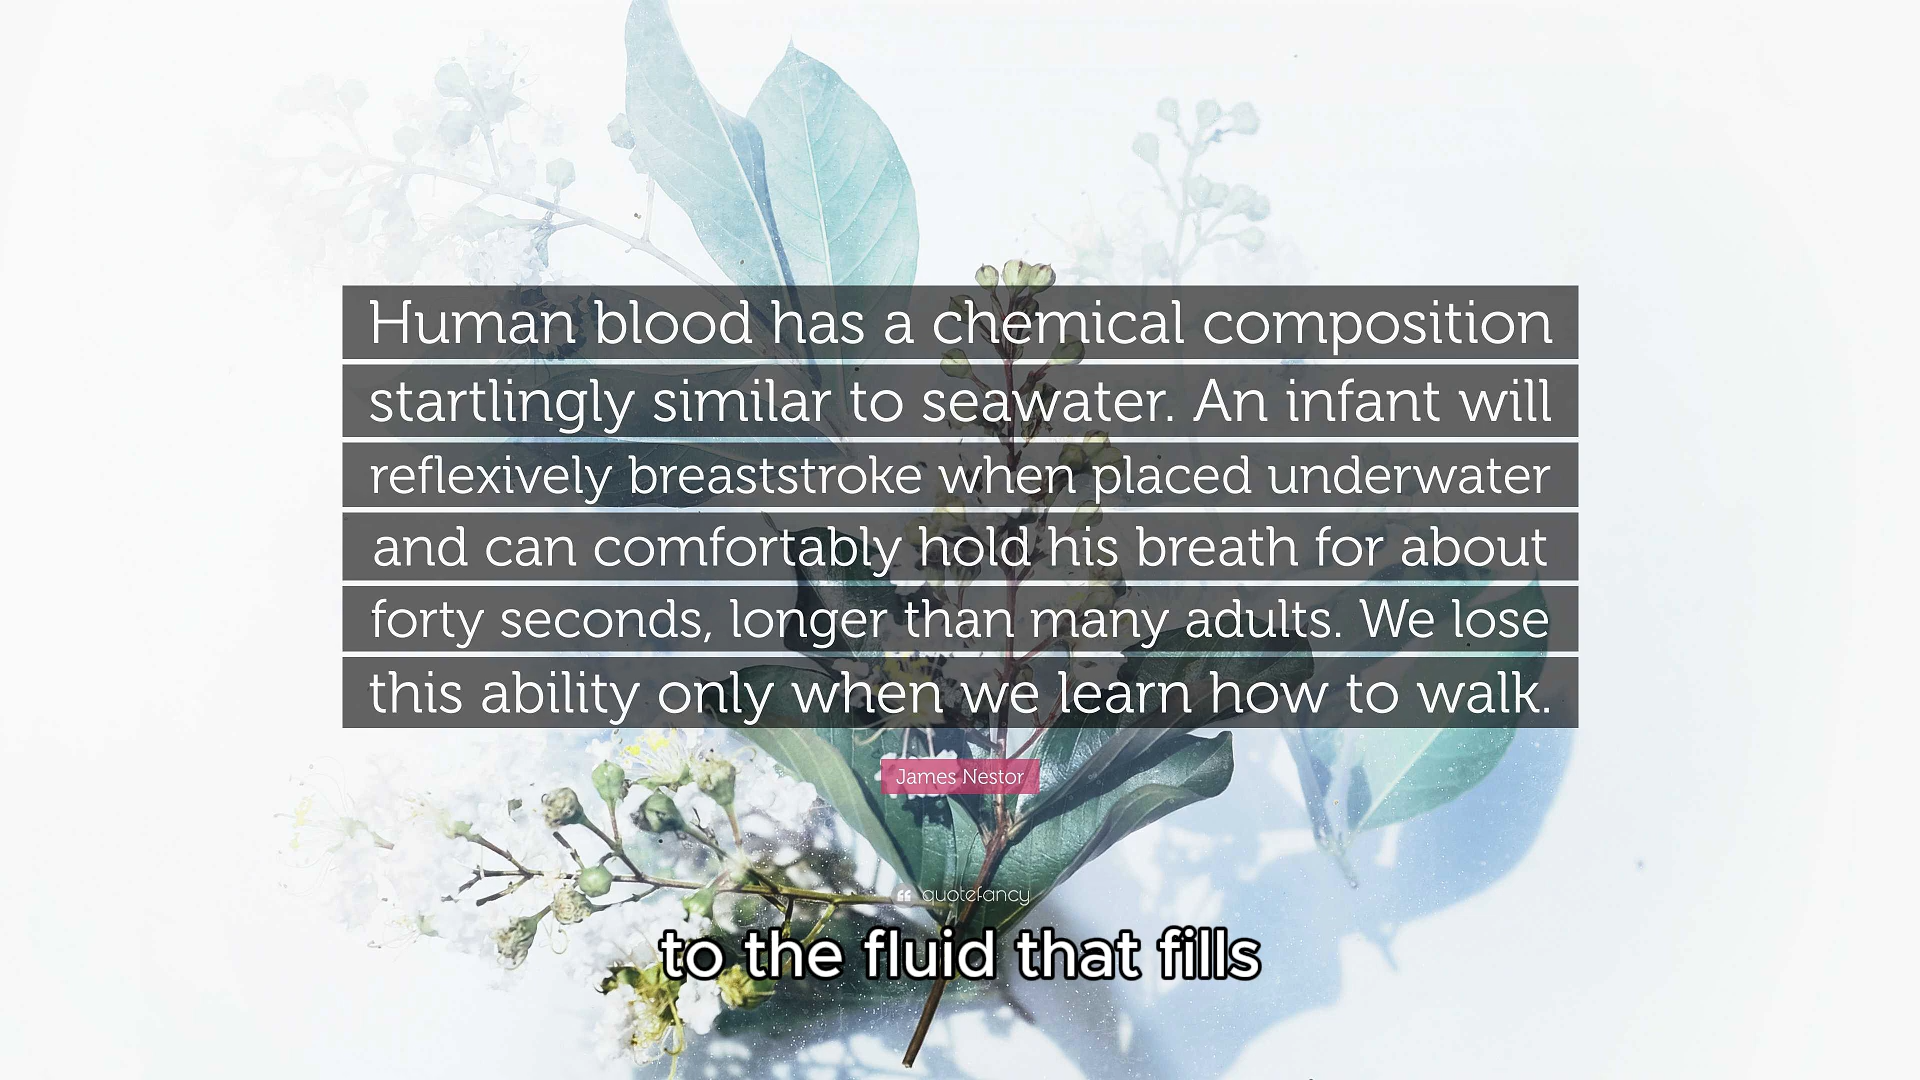 Human blood has a chemical composition
startlingly similar to seawater. An infant will
reflexively breaststroke when placed underwater
and can comfortably hold his breath for about
forty seconds, longer than many adults. We lose
this ability only when we learn how to walk.
James Nestor
quotefancy
to the fluid that fills